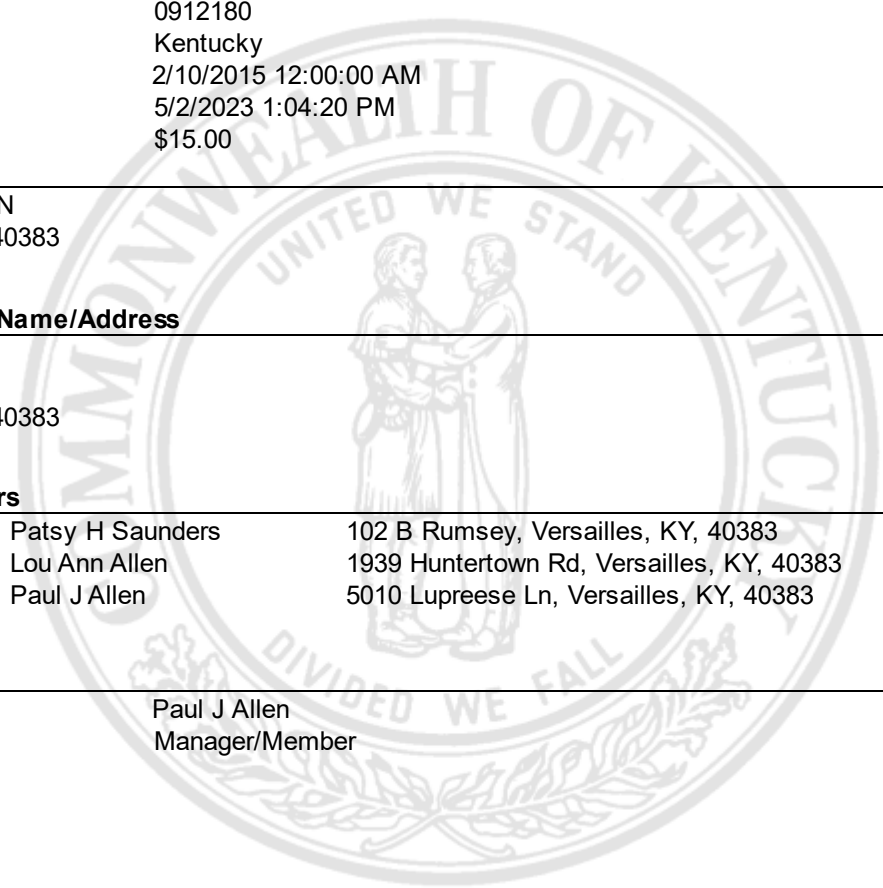 0912180
Kentucky
2/10/2015 12:00:00 AM
5/2/2023 1:04:20 PM
$15.00
N
40383
Name/Address
40383
rs
Patsy H Saunders 102 B Rumsey, Versailles, KY, 40383
Lou Ann Allen 1939 Huntertown Rd, Versailles, KY, 40383
Paul J Allen 5010 Lupreese Ln, Versailles, KY, 40383
Paul J Allen
Manager/Member
COMMONWEALTH OF KENTUCKY
UNITED WE STAND
DIVIDED WE FALL